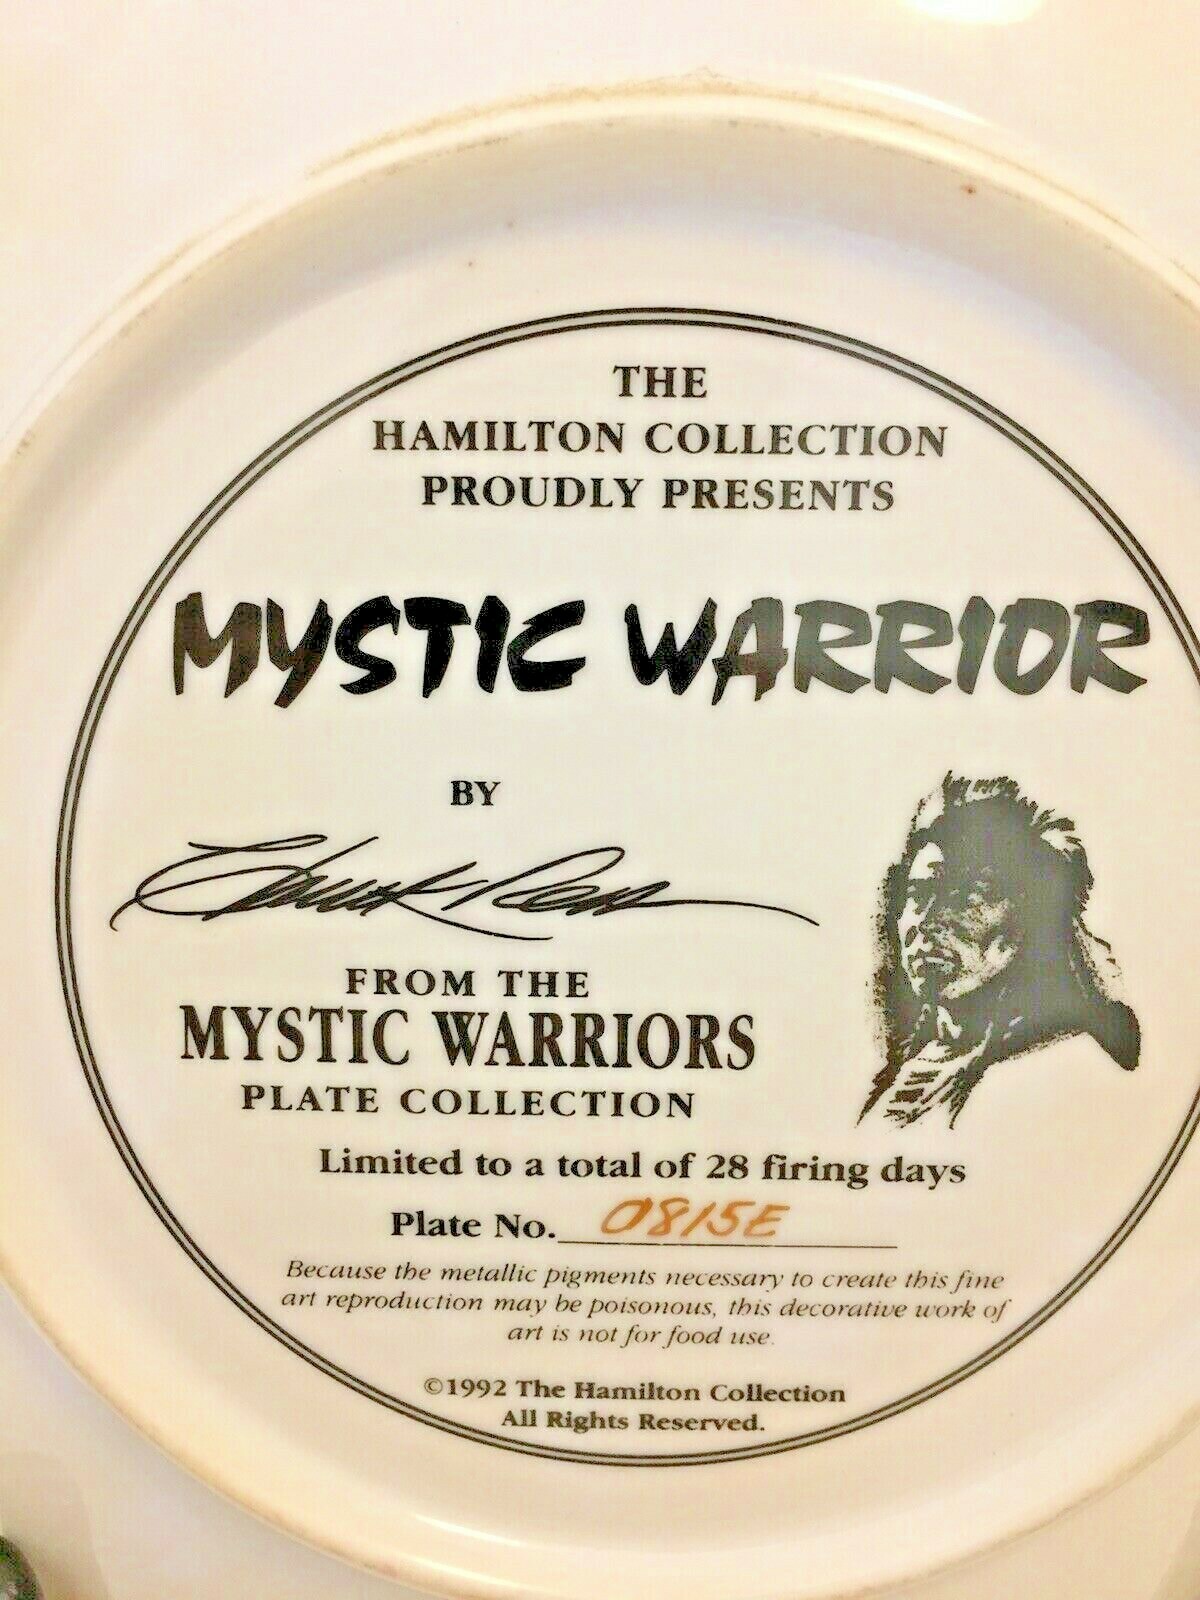 THE
HAMILTON COLLECTION
PROUDLY PRESENTS
MYSTIC WARRIOR
BY
Chuck Ren
FROM THE
MYSTIC WARRIORS
PLATE COLLECTION
Limited to a total of 28 firing days
Plate No. 0815E
Because the metallic pigments necessary to create this fine
art reproduction may be poisonous, this decorative work of
art is not for food use.
©1992 The Hamilton Collection
All Rights Reserved.